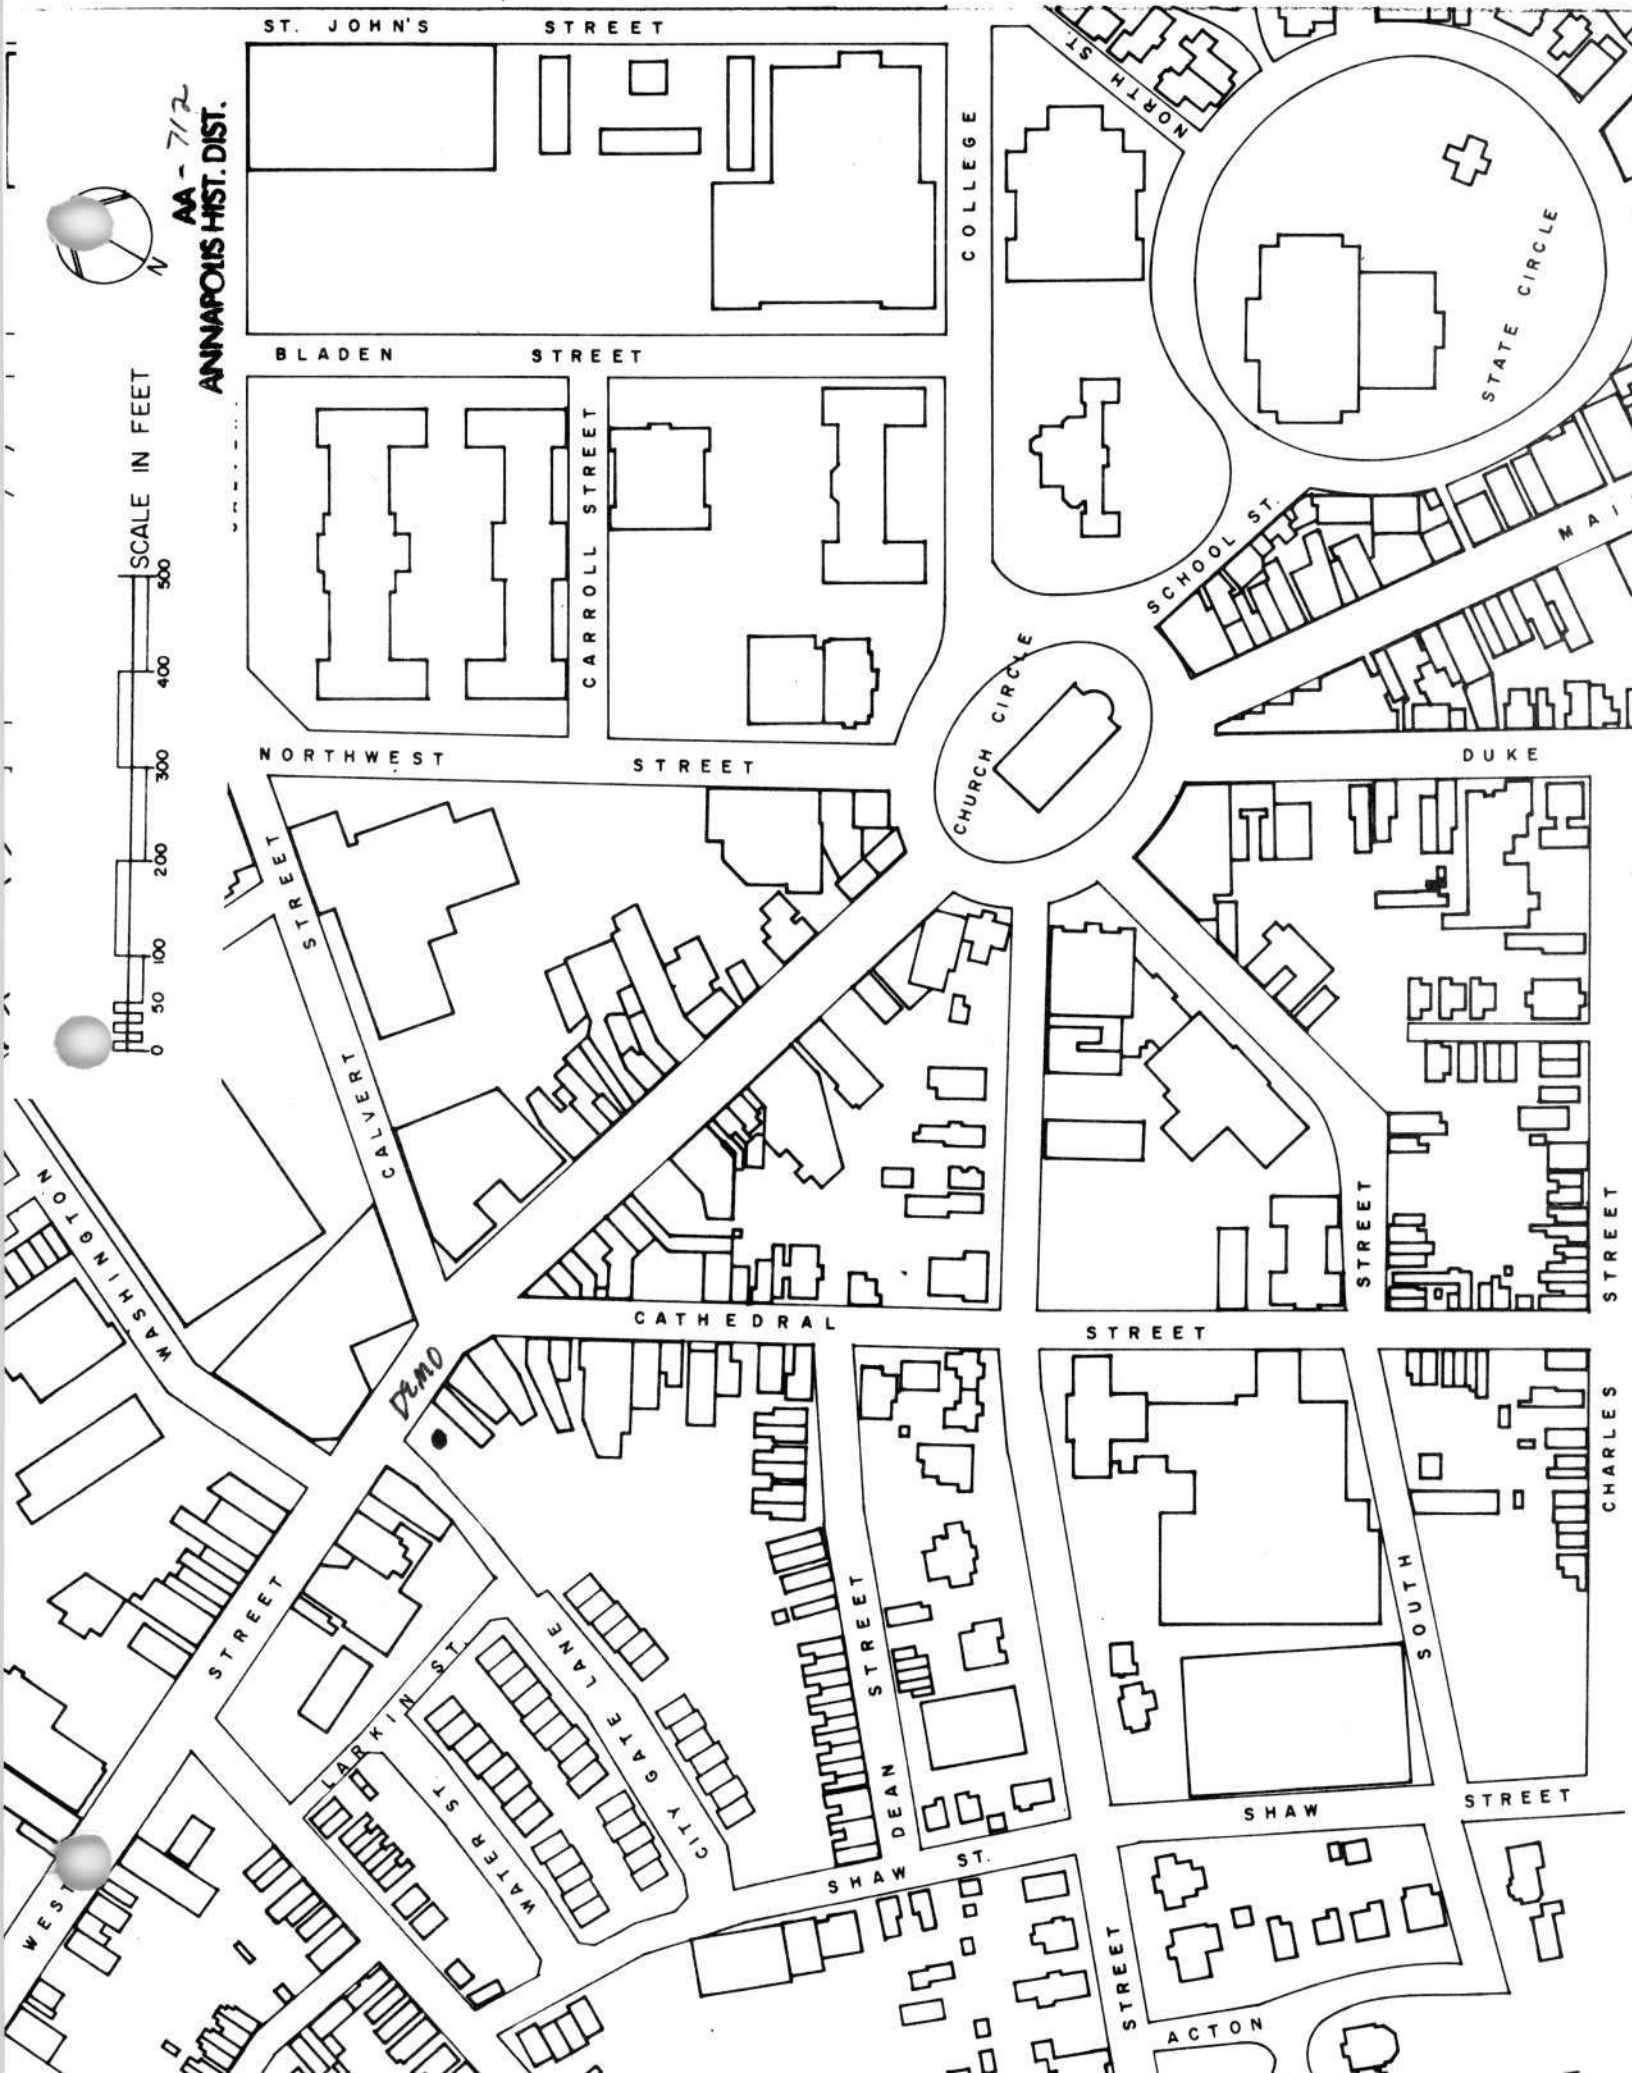 ST. JOHN'S STREET
NORTH ST.
AA-712
ANNAPOLIS HIST. DIST.
N
COLLEGE
STATE CIRCLE
BLADEN STREET
SCALE IN FEET
0 50 100 200 300 400 500
CARROLL STREET
SCHOOL ST.
MAI
CHURCH CIRCLE
NORTHWEST STREET
DUKE
CALVERT STREET
WASHINGTON
STREET
STREET
CATHEDRAL STREET
DEMO
CHARLES
SOUTH
STREET
LARKIN ST.
CITY GATE LANE
WATER ST
DEAN STREET
SHAW ST.
SHAW STREET
WEST
STREET
ACTON